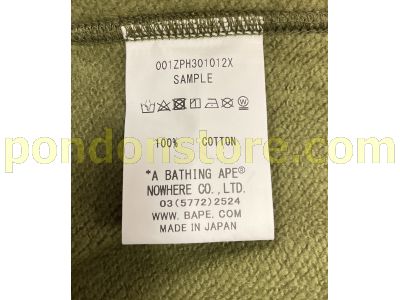 001ZPH301012X
SAMPLE
100% COTTON
pondonstore.com
*A BATHING APE®
NOWHERE CO.,LTD.
03(5772)2524
WWW.BAPE.COM
MADE IN JAPAN